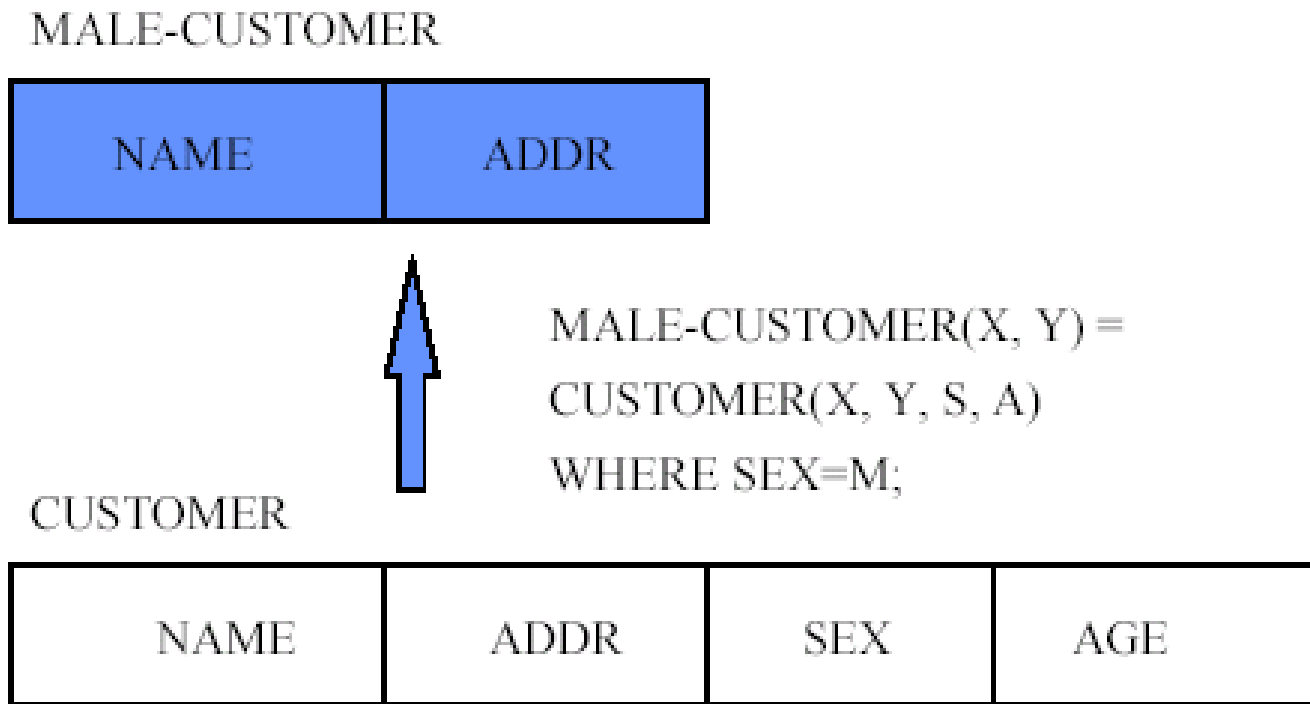 MALE-CUSTOMER
NAME ADDR
MALE-CUSTOMER(X, Y) =
CUSTOMER(X, Y, S, A)
WHERE SEX=M;
CUSTOMER
NAME ADDR SEX AGE